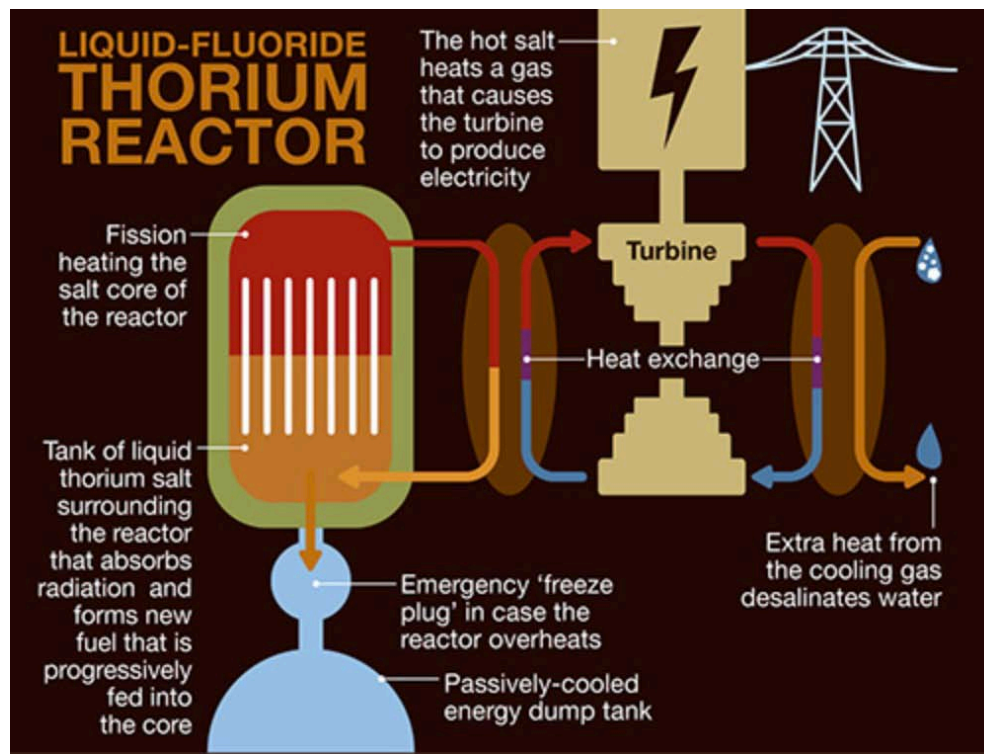 LIQUID-FLUORIDE
THORIUM
REACTOR
The hot salt
heats a gas
that causes
the turbine
to produce
electricity
Fission
heating the
salt core of
the reactor
Turbine
Heat exchange
Tank of liquid
thorium salt
surrounding
the reactor
that absorbs
radiation and
forms new
fuel that is
progressively
fed into
the core
Emergency ‘freeze
plug’ in case the
reactor overheats
Passively-cooled
energy dump tank
Extra heat from
the cooling gas
desalinates water